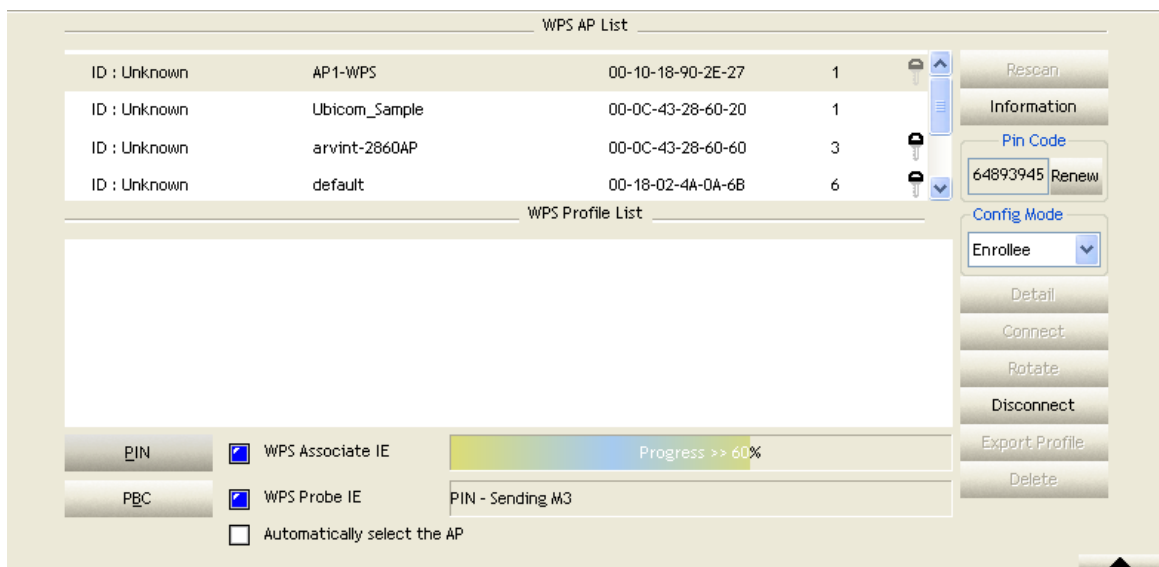 WPS AP List
ID : Unknown AP1-WPS 00-10-18-90-2E-27 1
ID : Unknown Ubicom_Sample 00-0C-43-28-60-20 1
ID : Unknown arvint-2860AP 00-0C-43-28-60-60 3
ID : Unknown default 00-18-02-4A-0A-6B 6
Rescan
Information
Pin Code
64893945 Renew
Config Mode
Enrollee
WPS Profile List
Detail
Connect
Rotate
Disconnect
Export Profile
Delete
PIN WPS Associate IE Progress >> 60%
PBC WPS Probe IE PIN - Sending M3
Automatically select the AP